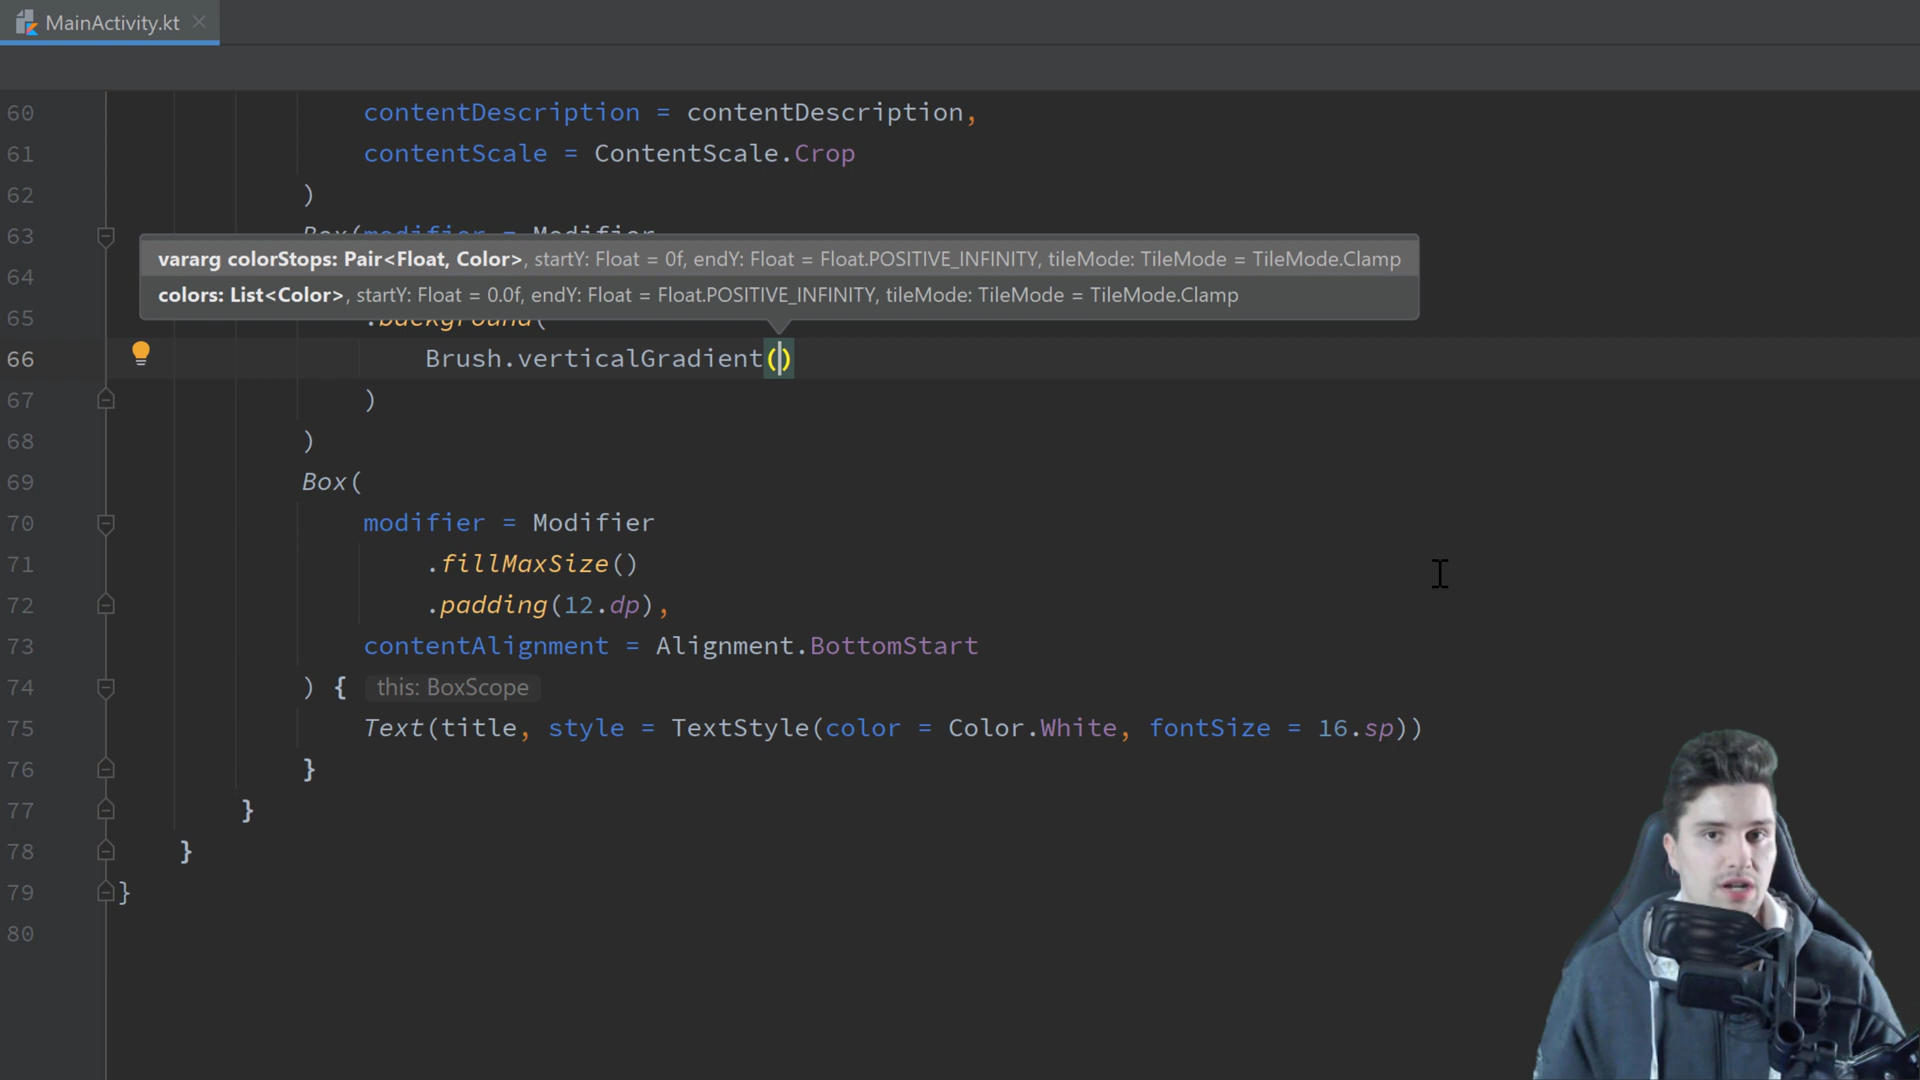 MainActivity.kt
60 contentDescription = contentDescription,
61 contentScale = ContentScale.Crop
62 )
63 Box(modifier = Modifier
vararg colorStops: Pair<Float, Color>, startY: Float = 0f, endY: Float = Float.POSITIVE_INFINITY, tileMode: TileMode = TileMode.Clamp
64
colors: List<Color>, startY: Float = 0.0f, endY: Float = Float.POSITIVE_INFINITY, tileMode: TileMode = TileMode.Clamp
65 .background(
66 Brush.verticalGradient()
67 )
68 )
69 Box(
70 modifier = Modifier
71 .fillMaxSize()
72 .padding(12.dp),
73 contentAlignment = Alignment.BottomStart
74 ) { this: BoxScope
75 Text(title, style = TextStyle(color = Color.White, fontSize = 16.sp))
76 }
77 }
78 }
79 }
80